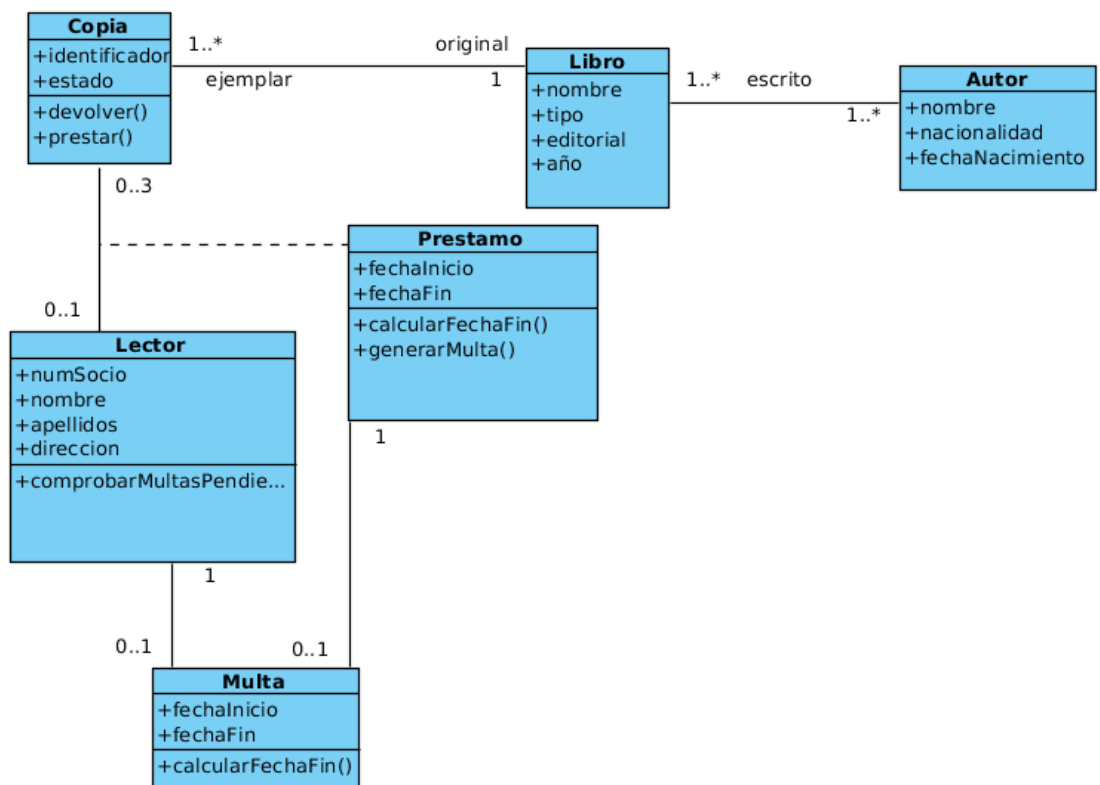 Copia
+identificador
+estado
+devolver()
+prestar()
1..*
ejemplar
original
1
Libro
+nombre
+tipo
+editorial
+año
1..*
escrito
1..*
Autor
+nombre
+nacionalidad
+fechaNacimiento
0..3
0..1
Prestamo
+fechaInicio
+fechaFin
+calcularFechaFin()
+generarMulta()
Lector
+numSocio
+nombre
+apellidos
+direccion
+comprobarMultasPendie...
1
1
0..1
0..1
Multa
+fechaInicio
+fechaFin
+calcularFechaFin()